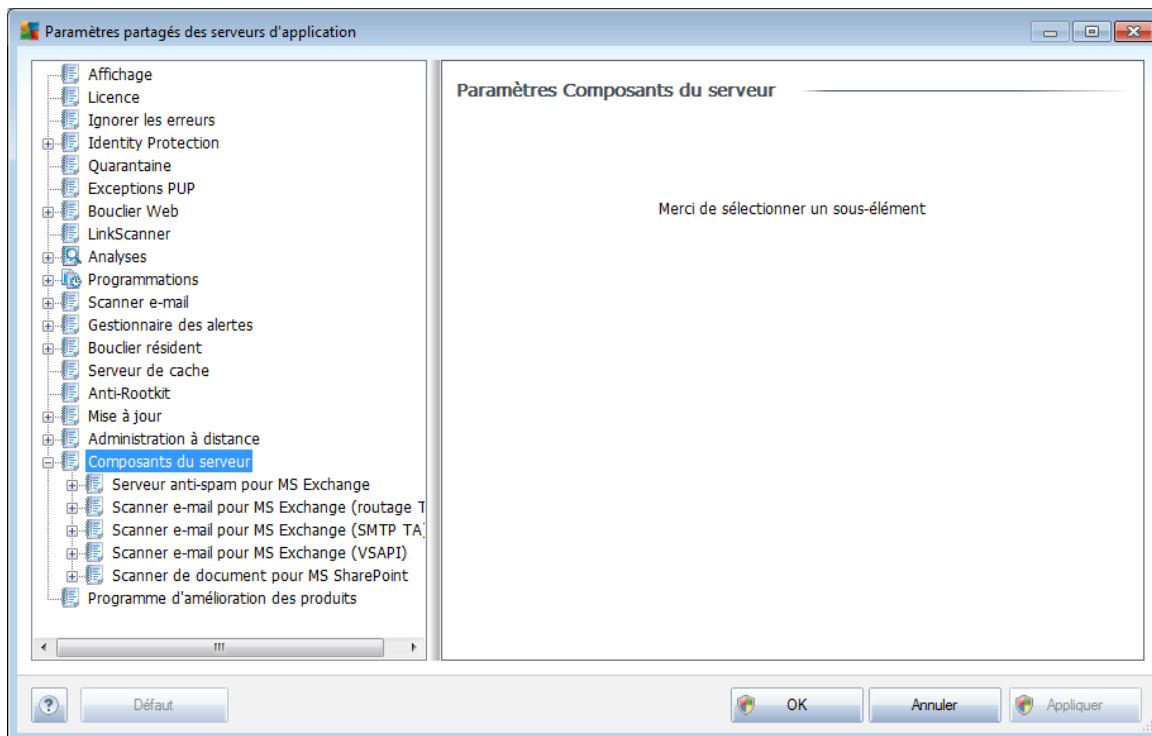 Paramètres partagés des serveurs d'application
Affichage
Licence
Ignorer les erreurs
Identity Protection
Quarantaine
Exceptions PUP
Bouclier Web
LinkScanner
Analyses
Programmations
Scanner e-mail
Gestionnaire des alertes
Bouclier résident
Serveur de cache
Anti-Rootkit
Mise à jour
Administration à distance
Composants du serveur
Serveur anti-spam pour MS Exchange
Scanner e-mail pour MS Exchange (routage T
Scanner e-mail pour MS Exchange (SMTP TA)
Scanner e-mail pour MS Exchange (VSAPI)
Scanner de document pour MS SharePoint
Programme d'amélioration des produits
Paramètres Composants du serveur
Merci de sélectionner un sous-élément
?
Défaut
OK
Annuler
Appliquer